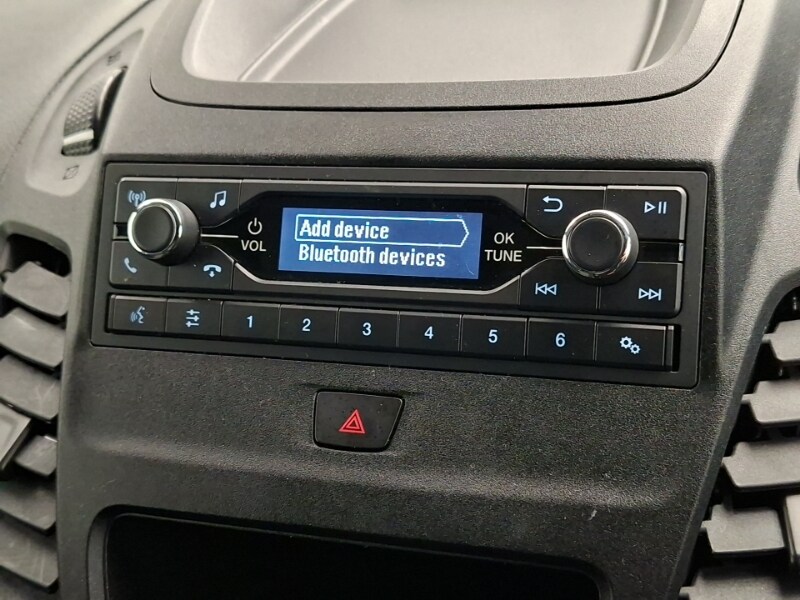 Add device
Bluetooth devices
VOL
OK
TUNE
1 2 3 4 5 6